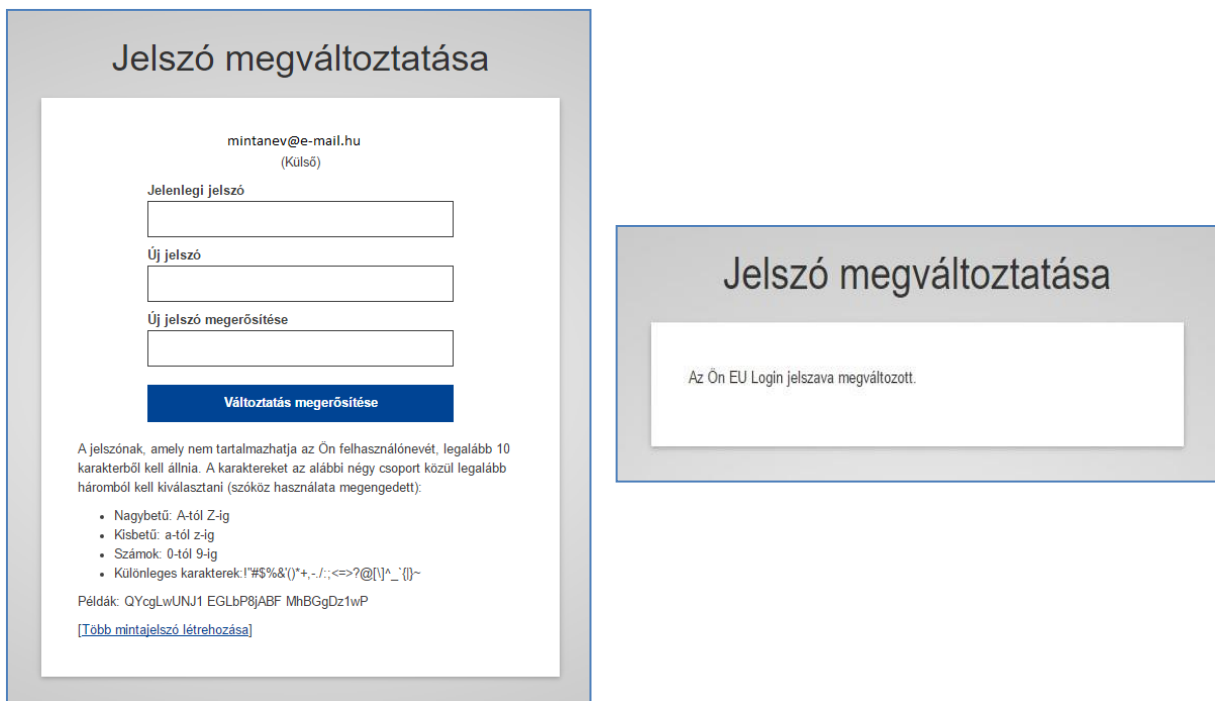 Jelszó megváltoztatása
mintanev@e-mail.hu
(Külső)
Jelenlegi jelszó
Új jelszó
Új jelszó megerősítése
Változtatás megerősítése
A jelszónak, amely nem tartalmazhatja az Ön felhasználónevét, legalább 10
karakterből kell állnia. A karaktereket az alábbi négy csoport közül legalább
háromból kell kiválasztani (szóköz használata megengedett):
• Nagybetű: A-tól Z-ig
• Kisbetű: a-tól z-ig
• Számok: 0-tól 9-ig
• Különleges karakterek:!"#$%&'()*+,-./:;<=>?@[\]^_`{|}~
Példák: QYcgLwUNJ1 EGLbP8jABF MhBGgDz1wP
[Több mintajelszó létrehozása]
Jelszó megváltoztatása
Az Ön EU Login jelszava megváltozott.